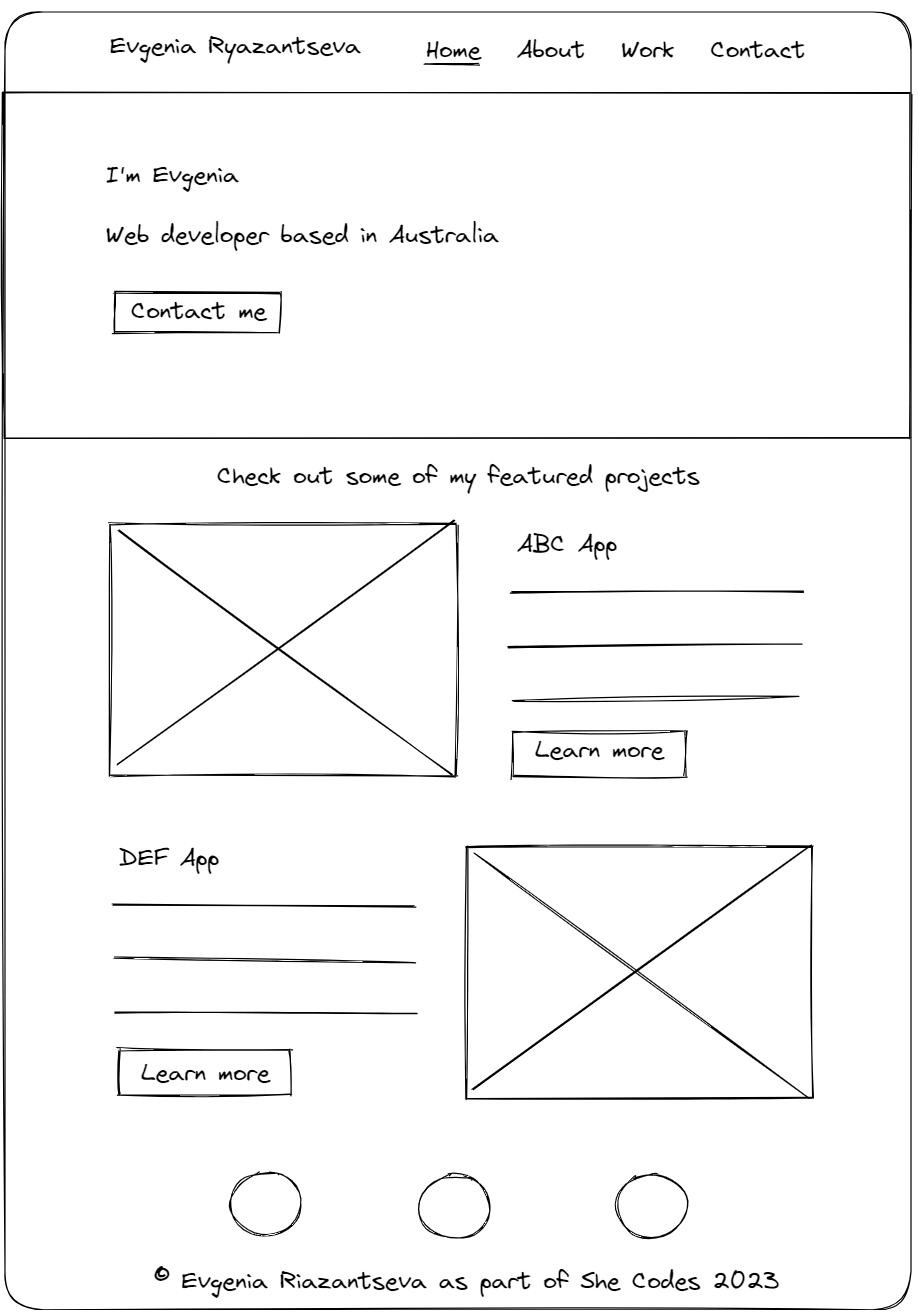 Evgenia Ryazantseva Home About Work Contact
I'm Evgenia
Web developer based in Australia
Contact me
Check out some of my featured projects
ABC App
Learn more
DEF App
Learn more
© Evgenia Riazantseva as part of She Codes 2023